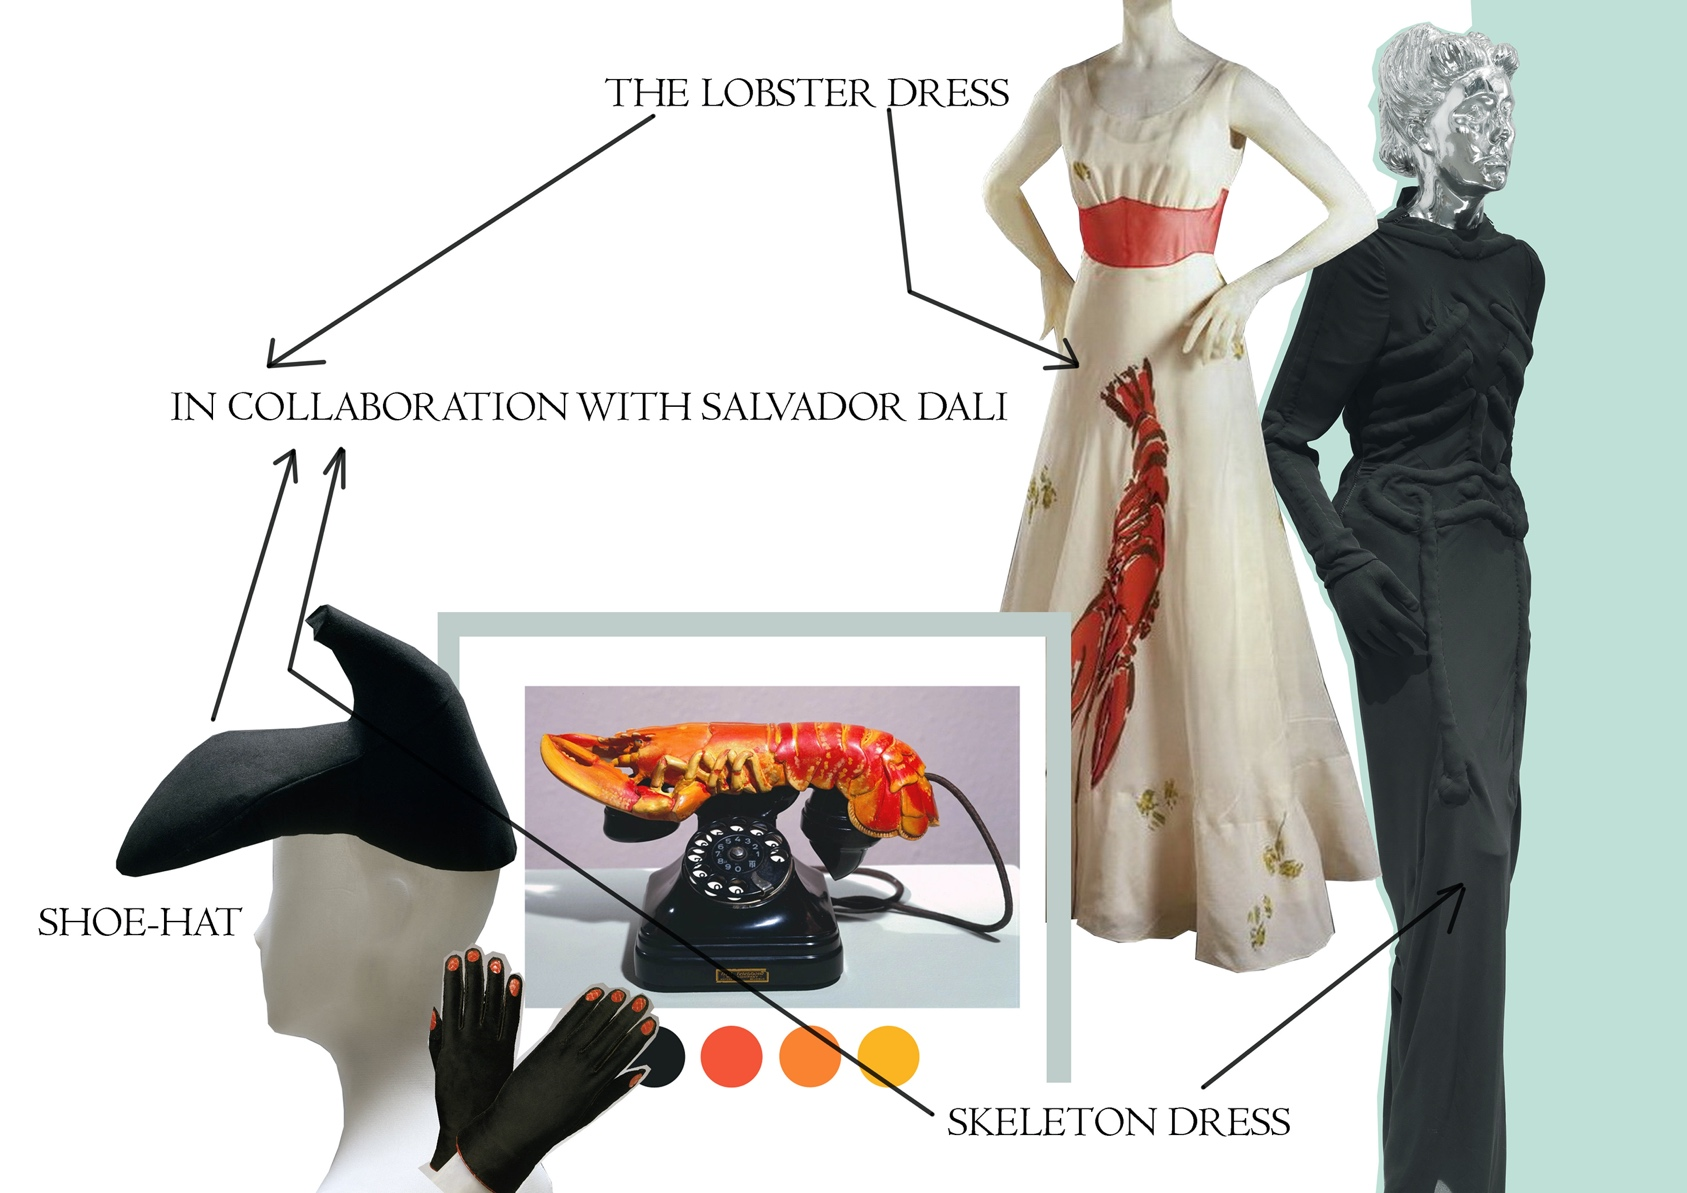 THE LOBSTER DRESS
IN COLLABORATION WITH SALVADOR DALI
SHOE-HAT
SKELETON DRESS